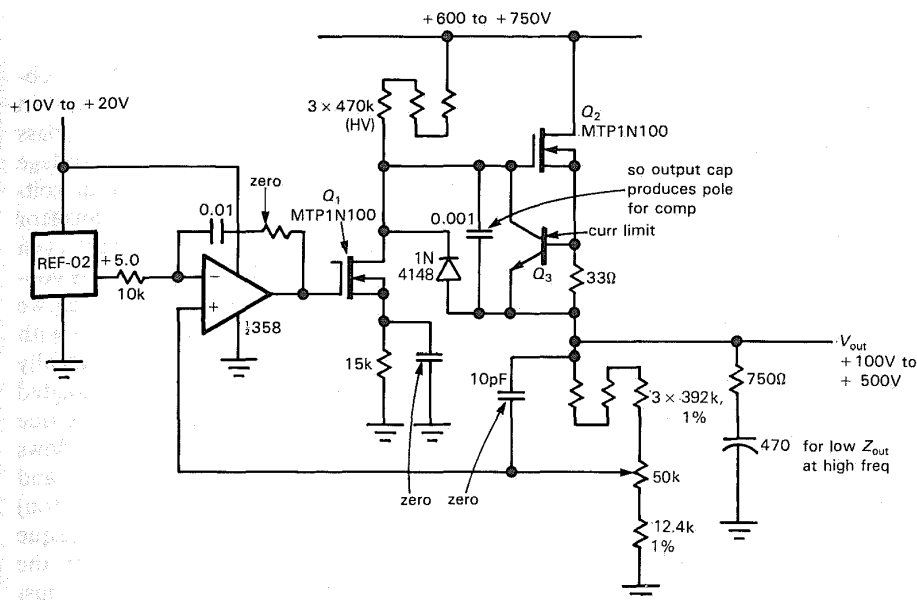 +600 to +750V
+10V to +20V
3 × 470k
(HV)
Q2
MTP1N100
so output cap
produces pole
for comp
zero
0.01
Q1
MTP1N100
0.001
curr limit
REF-02
+5.0
10k
−
+
½358
1N
4148
Q3
33Ω
15k
10pF
Vout
+100V to
+ 500V
750Ω
3 × 392k,
1%
470
for low Zout
at high freq
50k
zero
zero
12.4k
1%